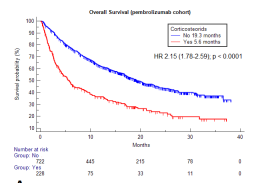 Overall Survival (pembrolizumab cohort)
Corticosteroids
No 19.3 months
Yes 5.6 months
HR 2.15 (1.78-2.59); p < 0.0001
Survival probability (%)
100
90
80
70
60
50
40
30
20
10
0 10 20 30 40
Months
Number at risk
Group: No
722 445 215 76 0
Group: Yes
228 75 33 11 0